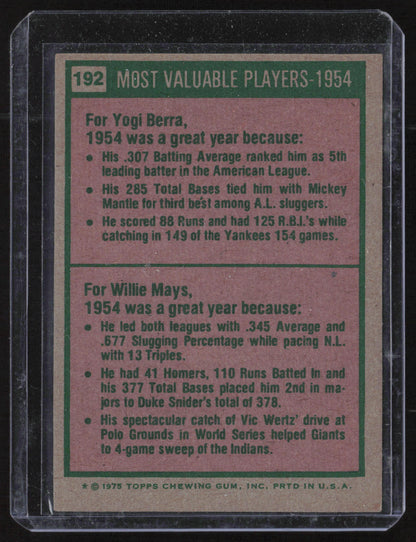 192 MOST VALUABLE PLAYERS-1954
For Yogi Berra,
1954 was a great year because:
• His .307 Batting Average ranked him as 5th
leading batter in the American League.
• His 285 Total Bases tied him with Mickey
Mantle for third best among A.L. sluggers.
• He scored 88 Runs and had 125 R.B.I.'s while
catching in 149 of the Yankees 154 games.
For Willie Mays,
1954 was a great year because:
• He led both leagues with .345 Average and
.677 Slugging Percentage while pacing N.L.
with 13 Triples.
• He had 41 Homers, 110 Runs Batted In and
his 377 Total Bases placed him 2nd in ma-
jors to Duke Snider's total of 378.
• His spectacular catch of Vic Wertz' drive at
Polo Grounds in World Series helped Giants
to 4-game sweep of the Indians.
* © 1975 TOPPS CHEWING GUM, INC. PRTD IN U.S.A.